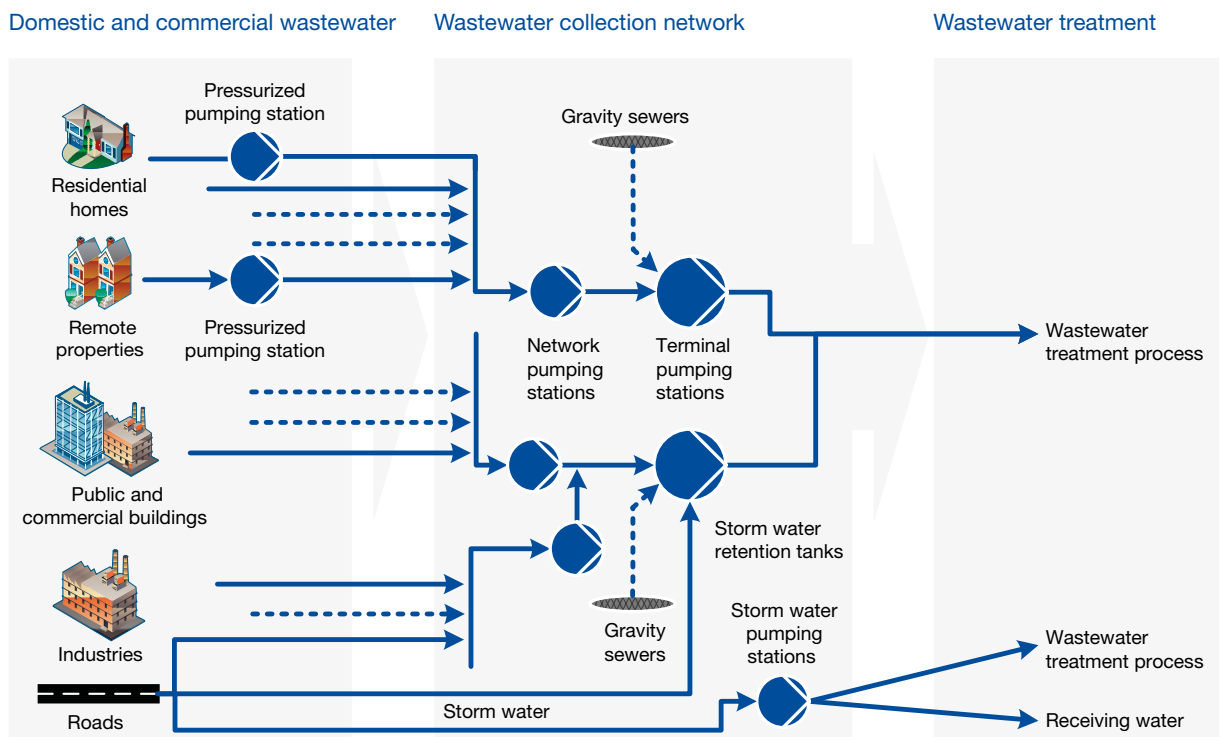 Domestic and commercial wastewater
Wastewater collection network
Wastewater treatment
Pressurized
pumping station
Gravity sewers
Residential
homes
Remote
properties
Pressurized
pumping station
Network
pumping
stations
Terminal
pumping
stations
Wastewater
treatment process
Public and
commercial buildings
Storm water
retention tanks
Industries
Gravity
sewers
Storm water
pumping
stations
Wastewater
treatment process
Roads
Storm water
Receiving water